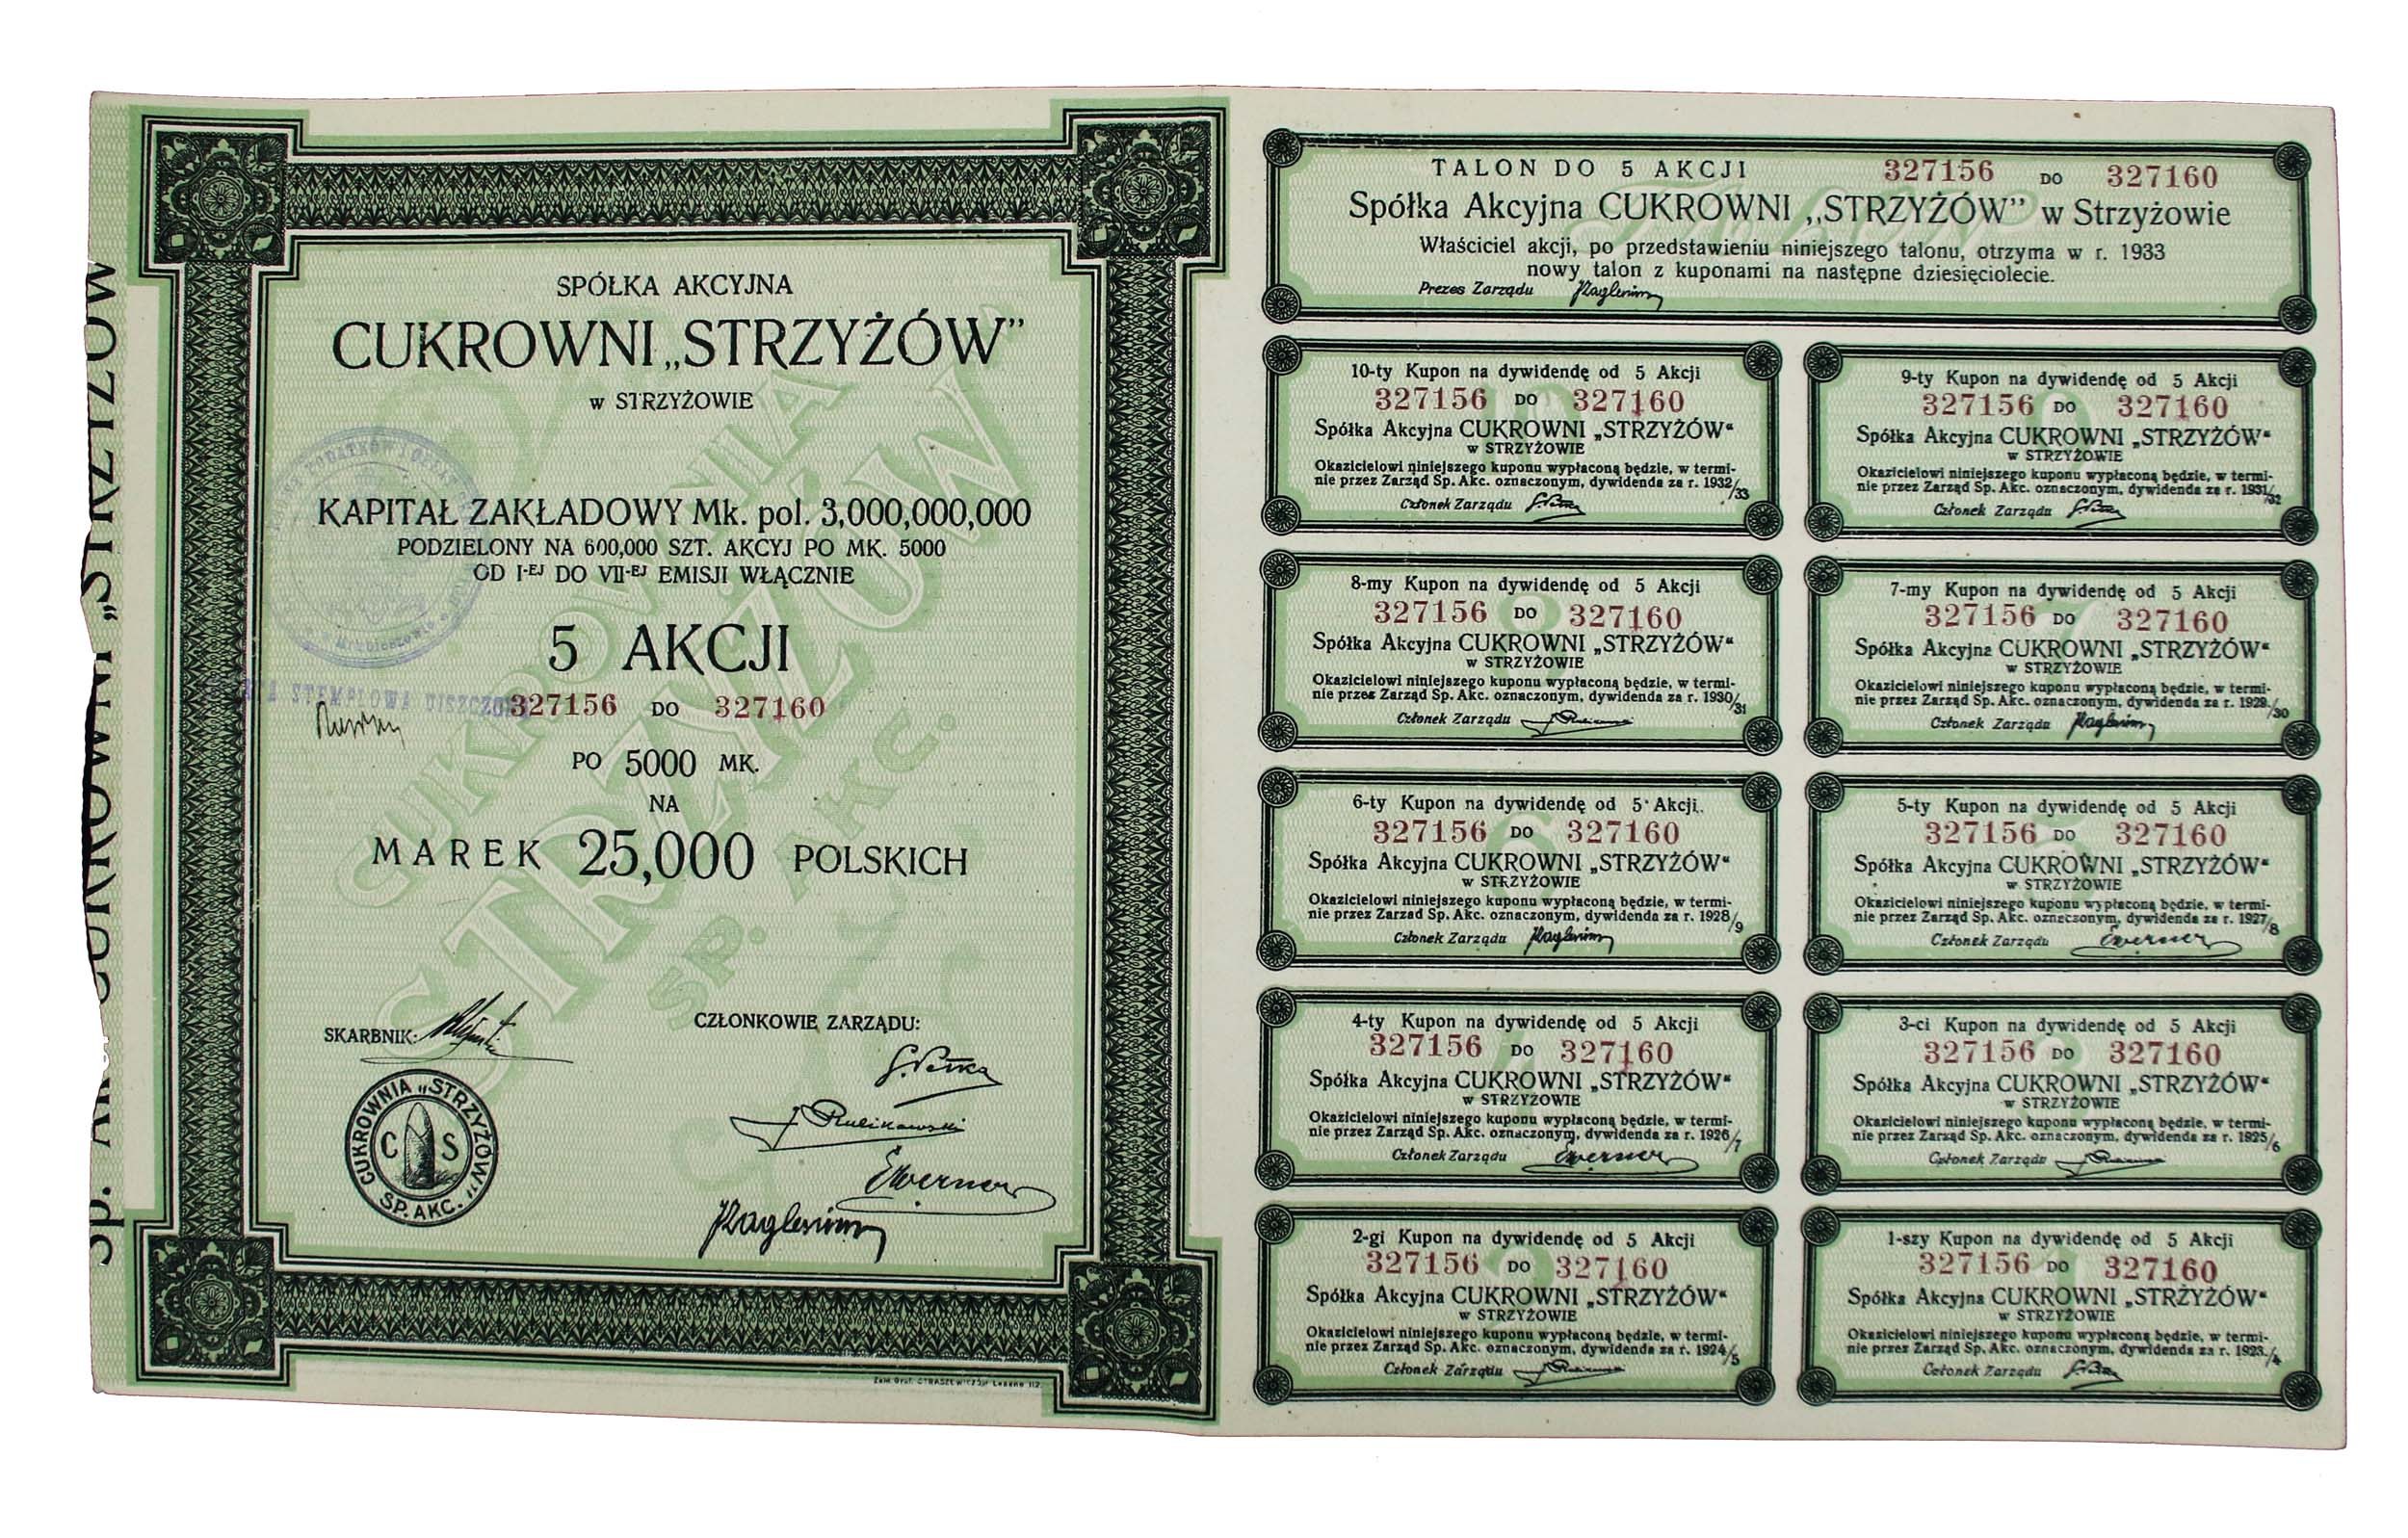 Sp. Akc. CUKROWNI „STRZYŻÓW
SPÓŁKA AKCYJNA
CUKROWNI „STRZYŻÓW”
w STRZYŻOWIE
KAPITAŁ ZAKŁADOWY Mk. pol. 3,000,000,000
PODZIELONY NA 600,000 SZT. AKCYJ PO MK. 5000
OD I-EJ DO VII-EJ EMISJI WŁĄCZNIE
5 AKCJI
STEMPLOWA UISZCZONA
327156 DO 327160
PO 5000 MK.
NA
MAREK 25,000 POLSKICH
CUKROWNIA
STRZYŻÓW
SP. AKC.
SKARBNIK:
CZŁONKOWIE ZARZĄDU:
CUKROWNIA „STRZYŻÓW”
C S
SP. AKC.
TALON DO 5 AKCJI 327156 DO 327160
Spółka Akcyjna CUKROWNI „STRZYŻÓW” w Strzyżowie
Właściciel akcji, po przedstawieniu niniejszego talonu, otrzyma w r. 1933
nowy talon z kuponami na następne dziesięciolecie.
Prezes Zarządu
10-ty Kupon na dywidendę od 5 Akcji
327156 DO 327160
Spółka Akcyjna CUKROWNI „STRZYŻÓW“
w STRZYŻOWIE
Okazicielowi niniejszego kuponu wypłaconą będzie, w termi-
nie przez Zarząd Sp. Akc. oznaczonym, dywidenda za r. 1932/33
Członek Zarządu
9-ty Kupon na dywidendę od 5 Akcji
327156 DO 327160
Spółka Akcyjna CUKROWNI „STRZYŻÓW“
w STRZYŻOWIE
Okazicielowi niniejszego kuponu wypłaconą będzie, w termi-
nie przez Zarząd Sp. Akc. oznaczonym, dywidenda za r. 1931/32
Członek Zarządu
8-my Kupon na dywidendę od 5 Akcji
327156 DO 327160
Spółka Akcyjna CUKROWNI „STRZYŻÓW“
w STRZYŻOWIE
Okazicielowi niniejszego kuponu wypłaconą będzie, w termi-
nie przez Zarząd Sp. Akc. oznaczonym, dywidenda za r. 1930/31
Członek Zarządu
7-my Kupon na dywidendę od 5 Akcji
327156 DO 327160
Spółka Akcyjna CUKROWNI „STRZYŻÓW“
w STRZYŻOWIE
Okazicielowi niniejszego kuponu wypłaconą będzie, w termi-
nie przez Zarząd Sp. Akc. oznaczonym, dywidenda za r. 1929/30
Członek Zarządu
6-ty Kupon na dywidendę od 5 Akcji
327156 DO 327160
Spółka Akcyjna CUKROWNI „STRZYŻÓW“
w STRZYŻOWIE
Okazicielowi niniejszego kuponu wypłaconą będzie, w termi-
nie przez Zarzad Sp. Akc. oznaczonym, dywidenda za r. 1928/9
Członek Zarządu
5-ty Kupon na dywidendę od 5 Akcji
327156 DO 327160
Spółka Akcyjna CUKROWNI „STRZYŻÓW“
w STRZYŻOWIE
Okazicielowi niniejszego kuponu wypłaconą będzie, w termi-
nie przez Zarząd Sp. Akc. oznaczonym, dywidenda za r. 1927/8
Członek Zarządu
4-ty Kupon na dywidendę od 5 Akcji
327156 DO 327160
Spółka Akcyjna CUKROWNI „STRZYŻÓW“
w STRZYŻOWIE
Okazicielowi niniejszego kuponu wypłaconą będzie, w termi-
nie przez Zarząd Sp. Akc. oznaczonym, dywidenda za r. 1926/7
Członek Zarządu
3-ci Kupon na dywidendę od 5 Akcji
327156 DO 327160
Spółka Akcyjna CUKROWNI „STRZYŻÓW“
w STRZYŻOWIE
Okazicielowi niniejszego kuponu wypłaconą będzie, w termi-
nie przez Zarząd Sp. Akc. oznaczonym, dywidenda za r. 1925/6
Członek Zarządu
2-gi Kupon na dywidendę od 5 Akcji
327156 DO 327160
Spółka Akcyjna CUKROWNI „STRZYŻÓW“
w STRZYŻOWIE
Okazicielowi niniejszego kuponu wypłaconą będzie, w termi-
nie przez Zarząd Sp. Akc. oznaczonym, dywidenda za r. 1924/5
Członek Zarządu
1-szy Kupon na dywidendę od 5 Akcji
327156 DO 327160
Spółka Akcyjna CUKROWNI „STRZYŻÓW“
w STRZYŻOWIE
Okazicielowi niniejszego kuponu wypłaconą będzie, w termi-
nie przez Zarząd Sp. Akc. oznaczonym, dywidenda za r. 1923/4
Członek Zarządu